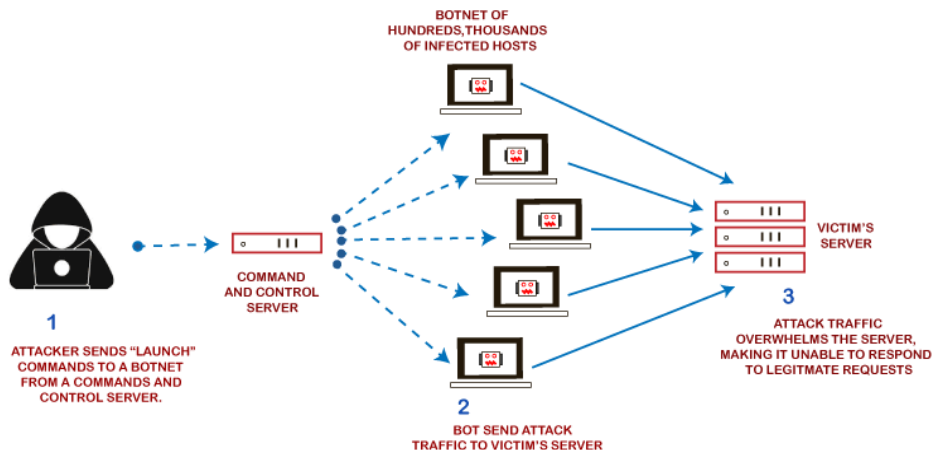 BOTNET OF
HUNDREDS,THOUSANDS
OF INFECTED HOSTS
COMMAND
AND CONTROL
SERVER
VICTIM'S
SERVER
1
ATTACKER SENDS “LAUNCH”
COMMANDS TO A BOTNET
FROM A COMMANDS AND
CONTROL SERVER.
2
BOT SEND ATTACK
TRAFFIC TO VICTIM'S SERVER
3
ATTACK TRAFFIC
OVERWHELMS THE SERVER,
MAKING IT UNABLE TO RESPOND
TO LEGITMATE REQUESTS